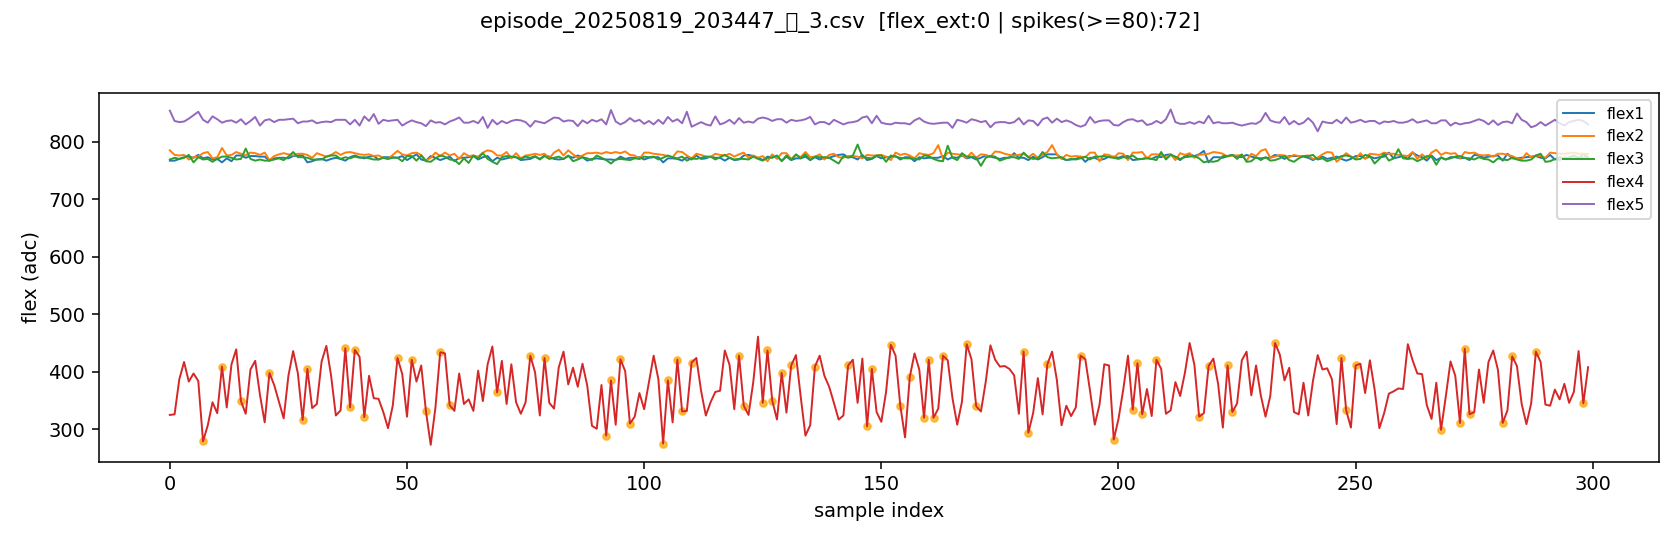 episode_20250819_203447_▯_3.csv [flex_ext:0 | spikes(>=80):72]
flex1
flex2
flex3
flex4
flex5
flex (adc)
800
700
600
500
400
300
0
50
100
150
200
250
300
sample index